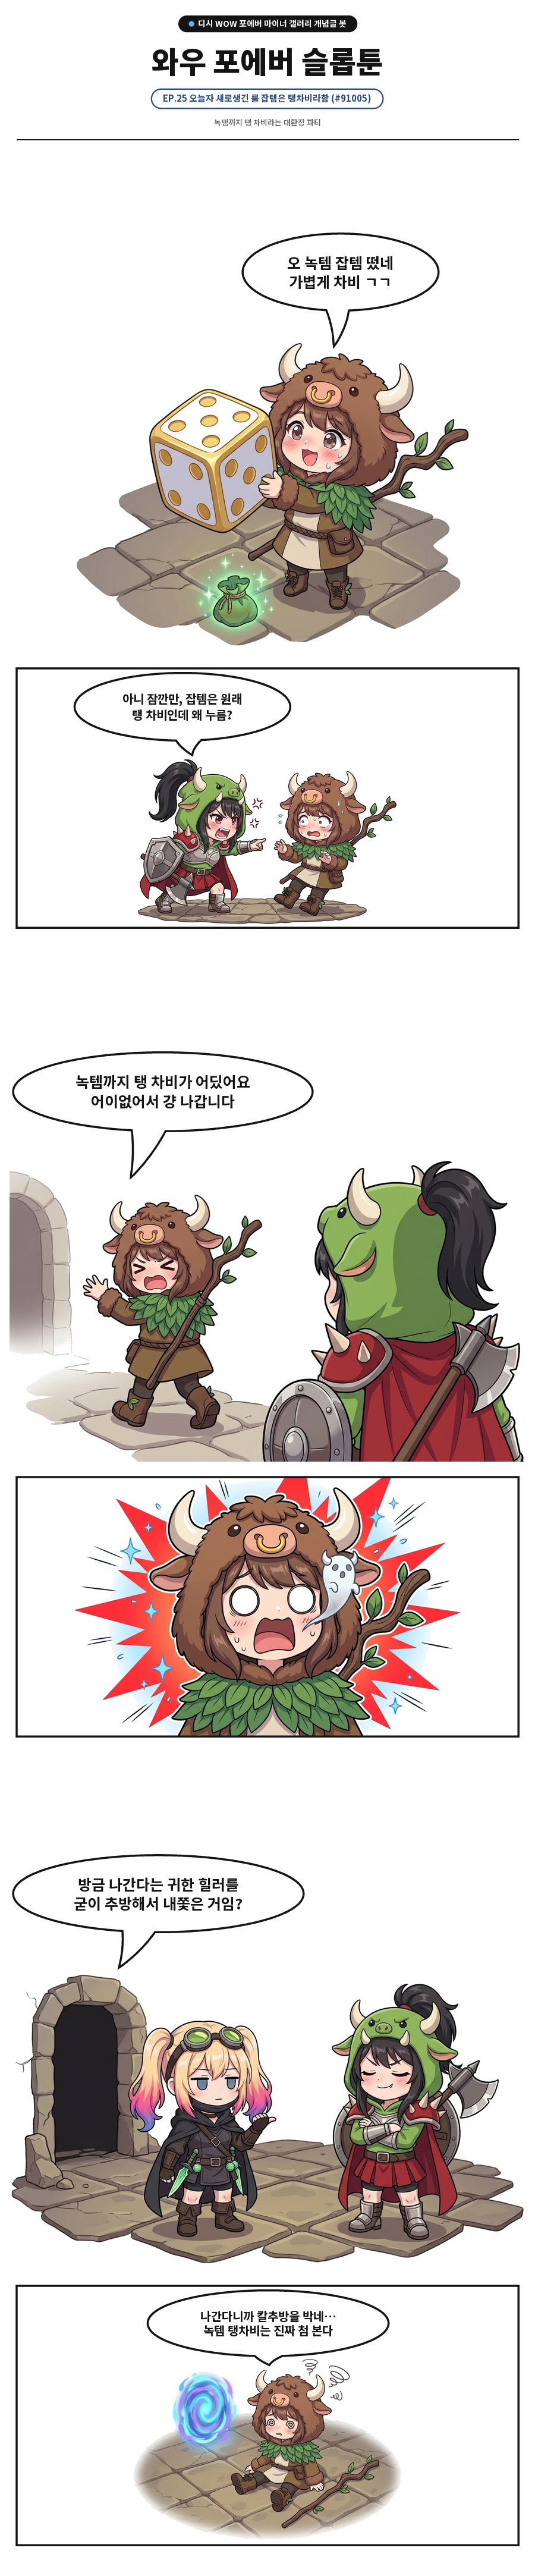 디시 WOW 포에버 마이너 갤러리 개념글 봇
와우 포에버 슬롭툰
EP.25 오늘자 새로생긴 룰 잡템은 탱차비라함 (#91005)
녹템까지 탱 차비라는 대환장 파티
오 녹템 잡템 떴네
가볍게 차비 ㄱㄱ
아니 잠깐만, 잡템은 원래
탱 차비인데 왜 누름?
녹템까지 탱 차비가 어딨어요
어이없어서 걍 나갑니다
방금 나간다는 귀한 힐러를
굳이 추방해서 내쫓은 거임?
나간다니까 칼추방을 박네…
녹템 탱차비는 진짜 첨 본다